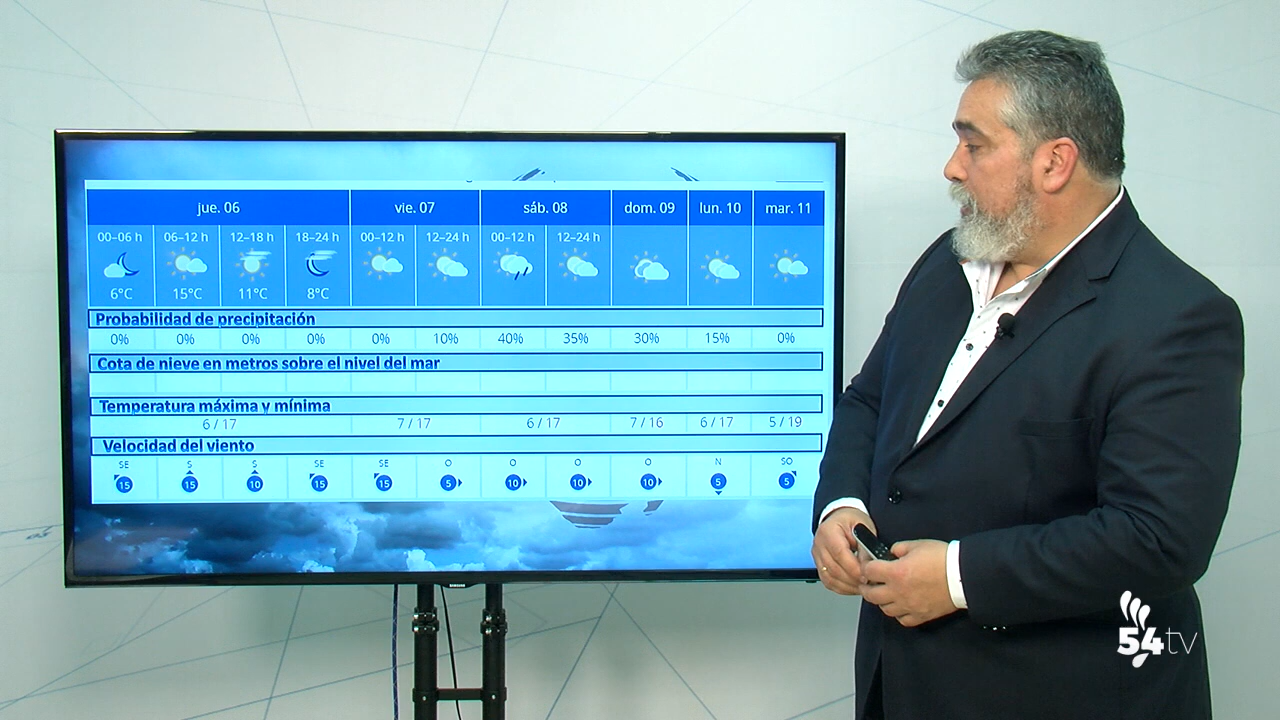 jue. 06 vie. 07 sáb. 08 dom. 09 lun. 10 mar. 11
00–06 h 06–12 h 12–18 h 18–24 h 00–12 h 12–24 h 00–12 h 12–24 h
6°C 15°C 11°C 8°C
Probabilidad de precipitación
0% 0% 0% 0% 0% 10% 40% 35% 30% 15% 0%
Cota de nieve en metros sobre el nivel del mar
Temperatura máxima y mínima
6 / 17 7 / 17 6 / 17 7 / 16 6 / 17 5 / 19
Velocidad del viento
SE S S SE SE O O O O N SO
15 15 10 15 15 5 10 10 10 5 5
SAMSUNG
54tv